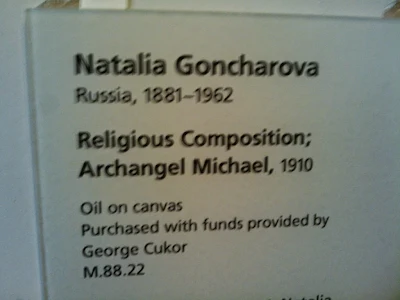 Natalia Goncharova
Russia, 1881–1962
Religious Composition;
Archangel Michael, 1910
Oil on canvas
Purchased with funds provided by
George Cukor
M.88.22
Natalia